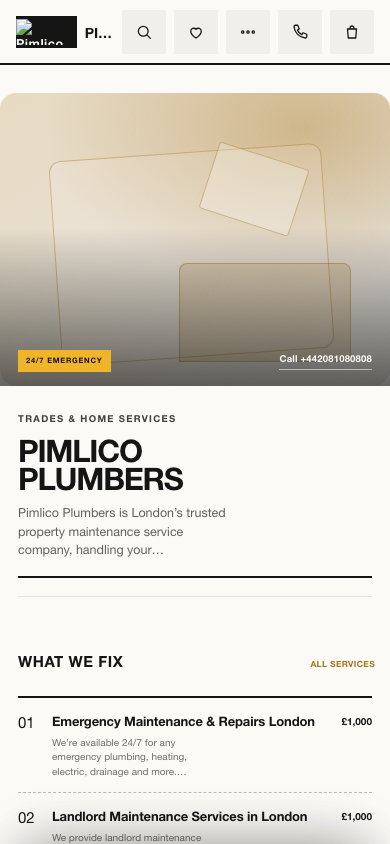 Pimlico
Pl...
24/7 EMERGENCY
Call +442081080808
TRADES & HOME SERVICES
PIMLICO
PLUMBERS
Pimlico Plumbers is London's trusted
property maintenance service
company, handling your...
WHAT WE FIX
ALL SERVICES
01 Emergency Maintenance & Repairs London £1,000
We're available 24/7 for any
emergency plumbing, heating,
electric, drainage and more....
02 Landlord Maintenance Services in London £1,000
We provide landlord maintenance